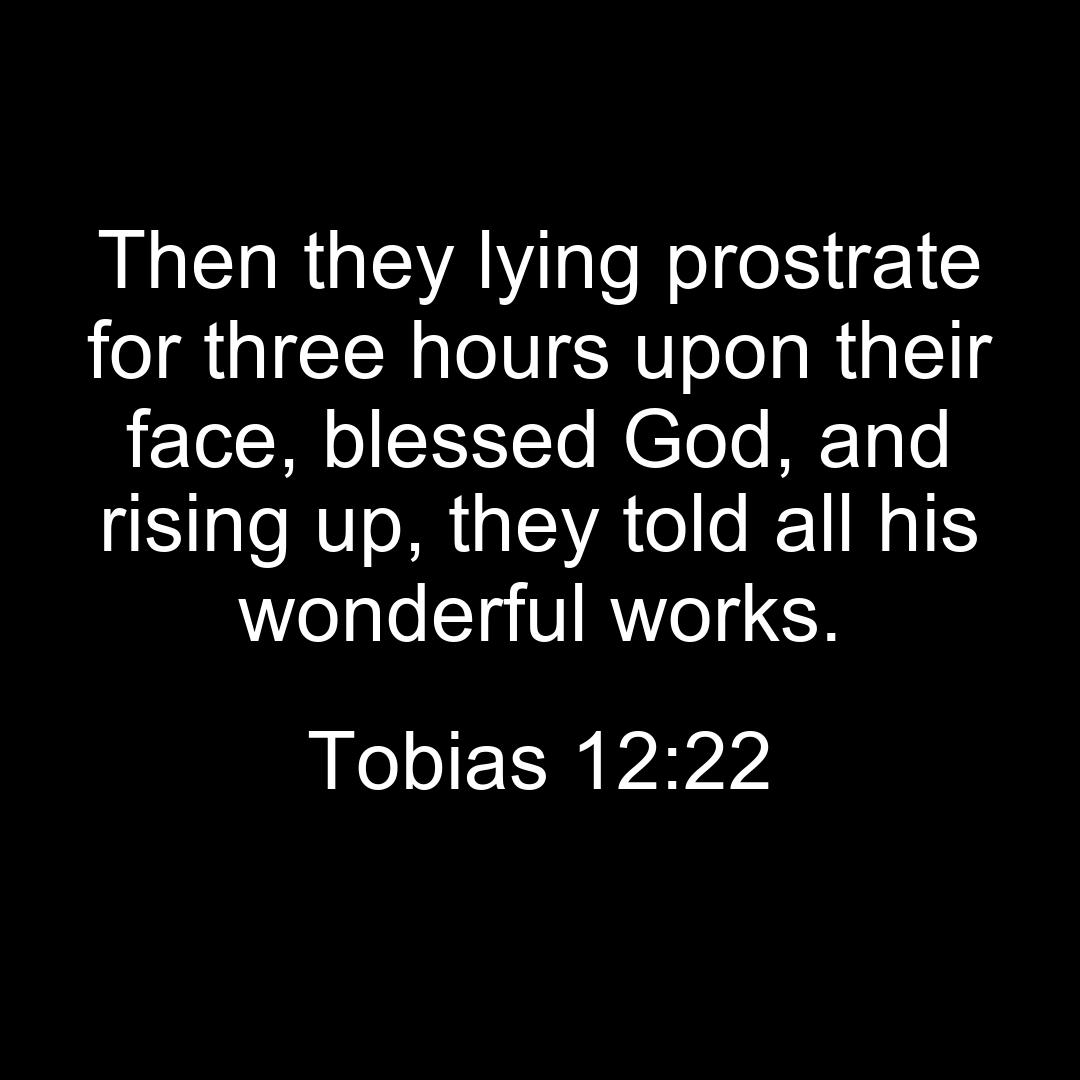 Then they lying prostrate
for three hours upon their
face, blessed God, and
rising up, they told all his
wonderful works.
Tobias 12:22